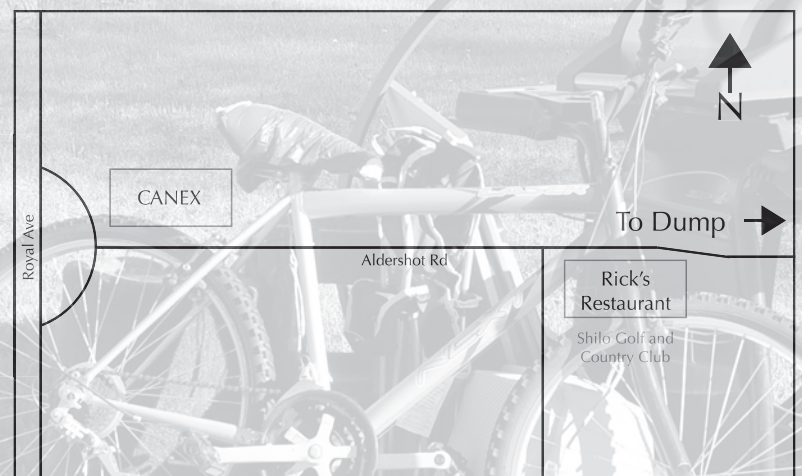 N
CANEX
To Dump
Royal Ave
Aldershot Rd
Rick's
Restaurant
Shilo Golf and
Country Club